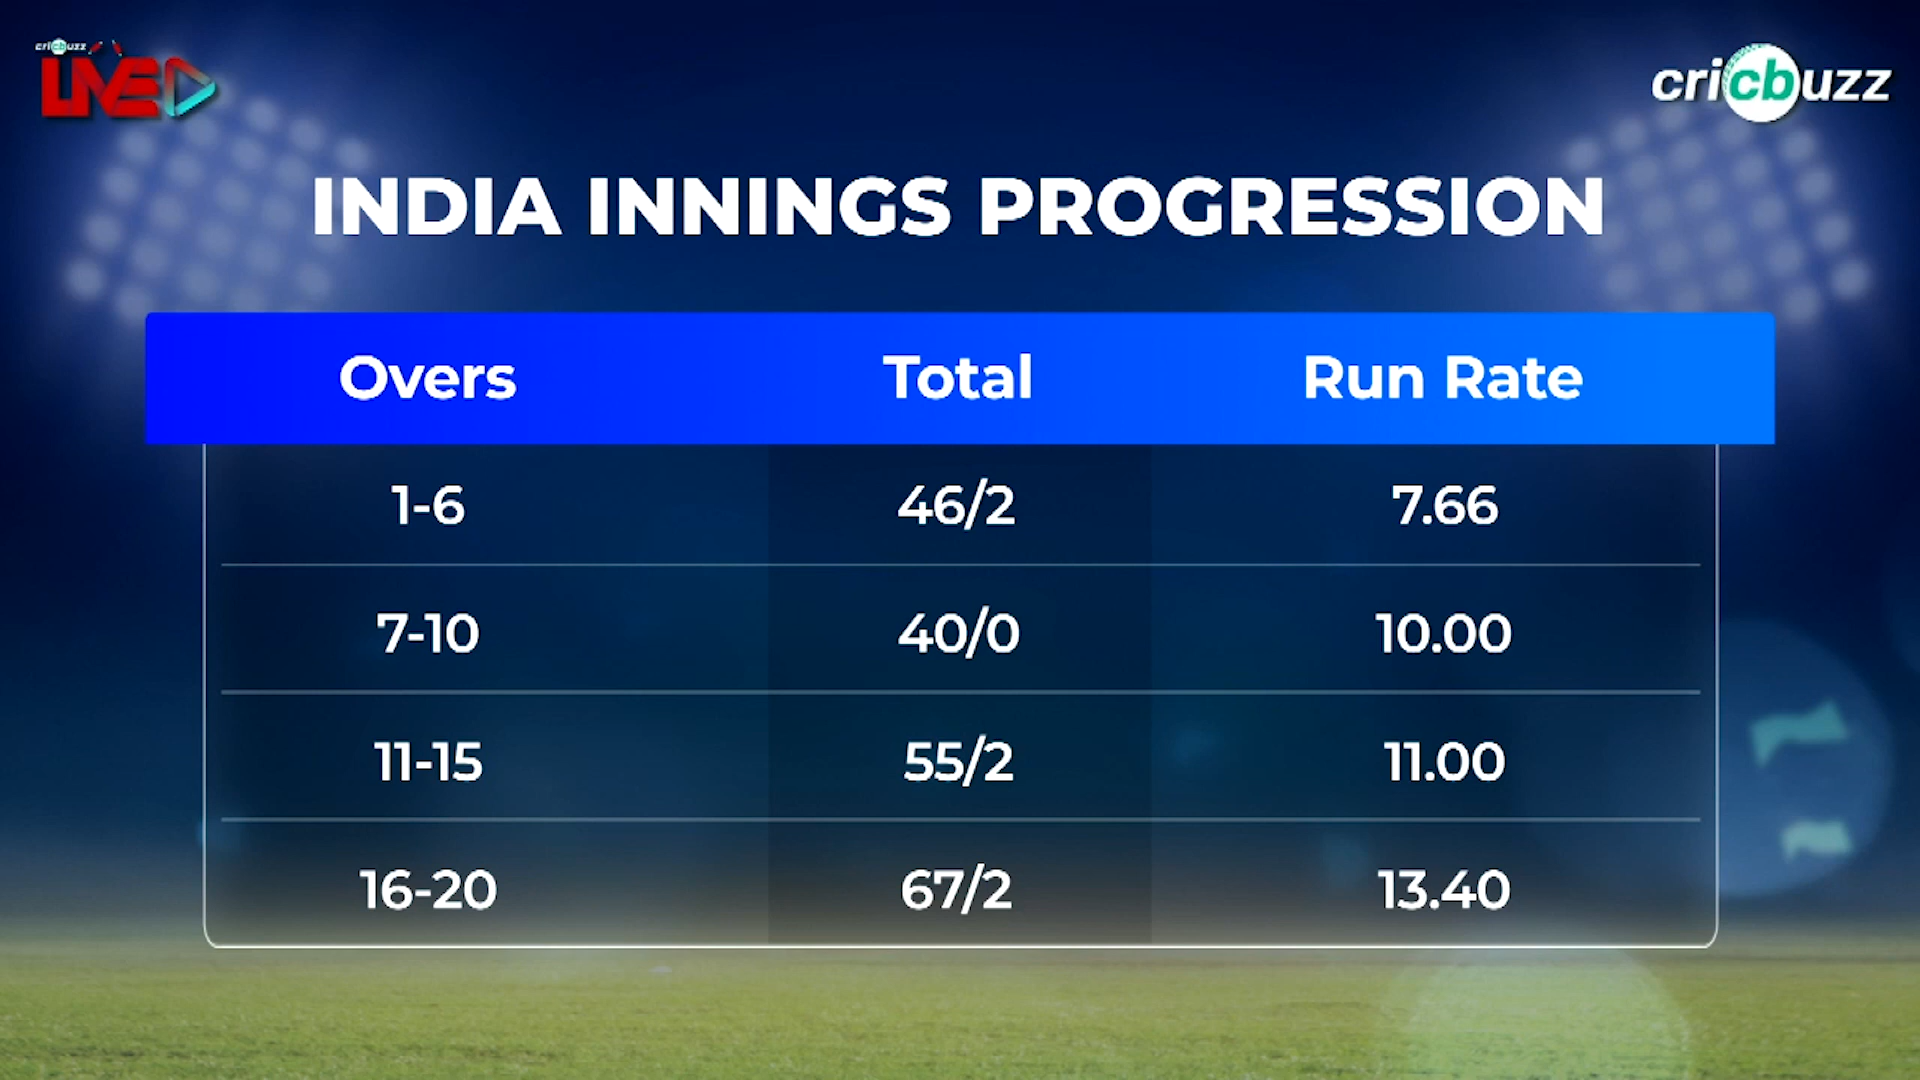 cricbuzz
LIVE
cricbuzz
INDIA INNINGS PROGRESSION
Overs Total Run Rate
1-6 46/2 7.66
7-10 40/0 10.00
11-15 55/2 11.00
16-20 67/2 13.40